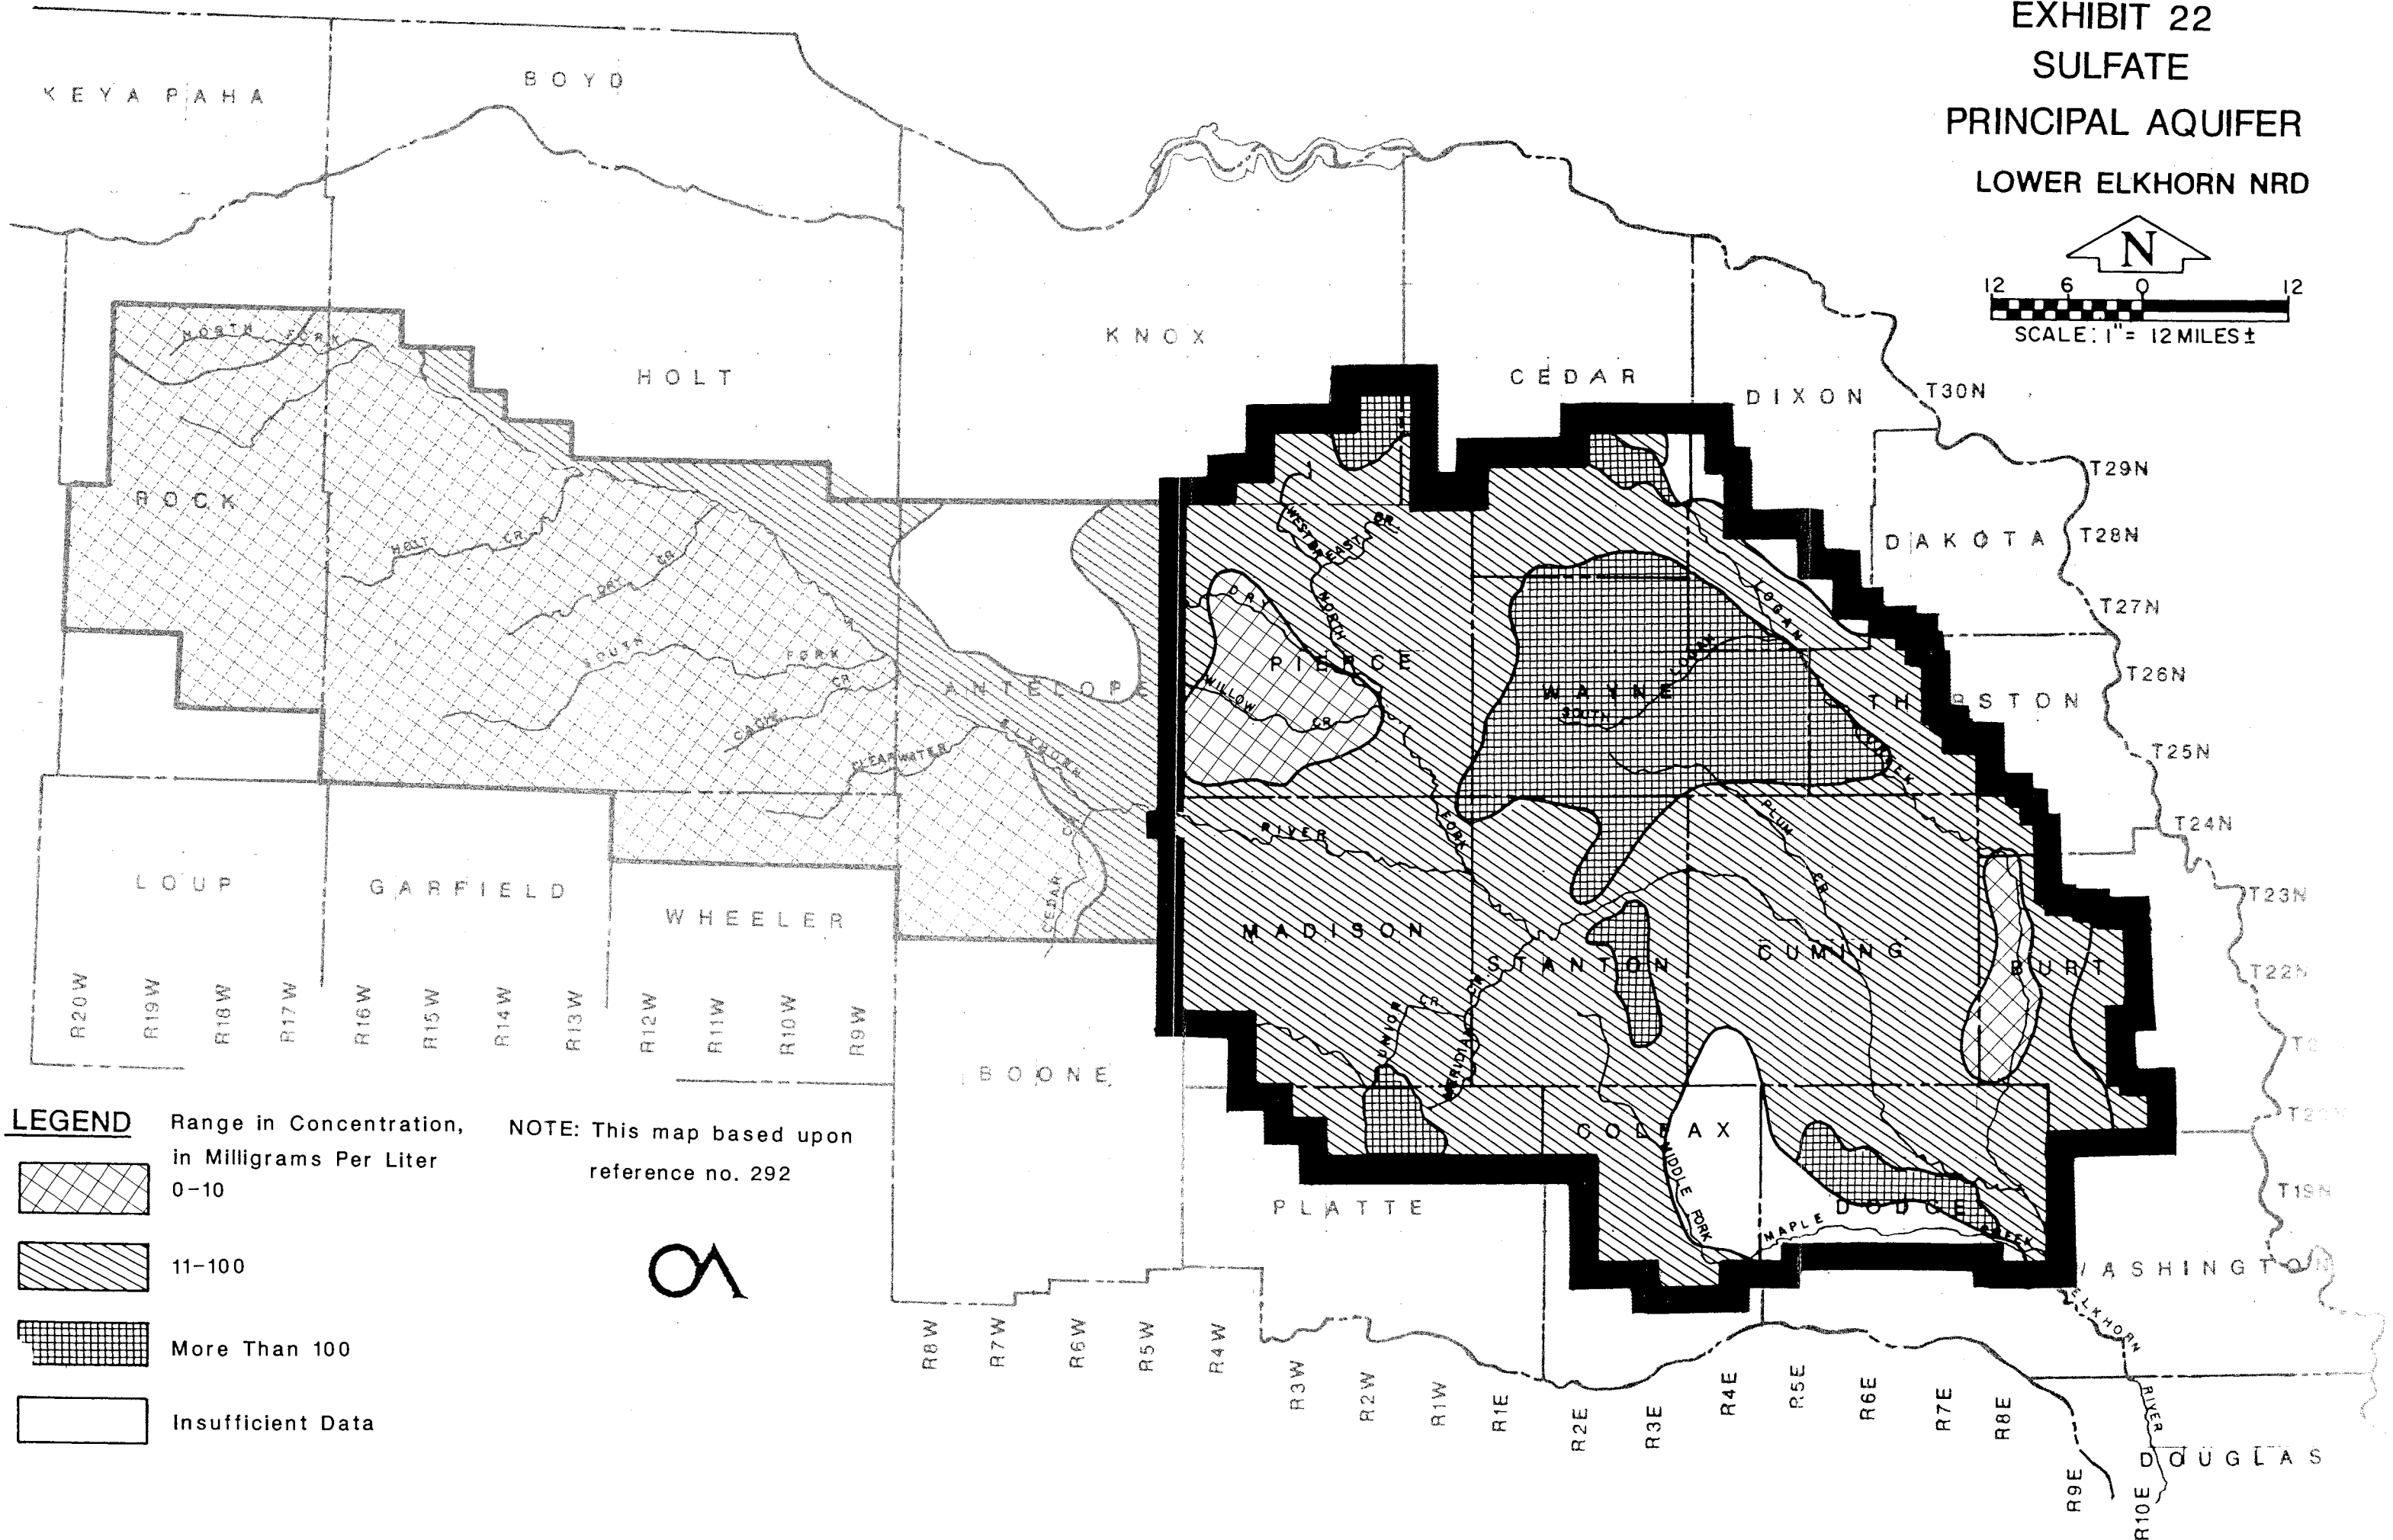 EXHIBIT 22
SULFATE
PRINCIPAL AQUIFER
LOWER ELKHORN NRD
N
12 6 0 12
SCALE: 1" = 12 MILES ±
KEYA PAHA
BOYD
KNOX
HOLT
CEDAR
DIXON
T30N
T29N
NORTH FORK
ROCK
HOLT CR.
DRY CR.
WEST BR.
EAST BR.
DAKOTA
T28N
T27N
DRY
NORTH
LOGAN
SOUTH FORK
CR.
CACHE
PIERCE
WILLOW CR.
WAYNE
SOUTH LOGAN
T26N
ANTELOPE
ELKHORN
CLEARWATER
CREEK
T25N
RIVER
FORK
PLUM CR.
T24N
LOUP
GARFIELD
WHEELER
CEDAR
MADISON
STANTON
CUMING
BURT
T23N
T22N
UNION CR.
MERIDIAN CR.
R20W R19W R18W R17W R16W R15W R14W R13W R12W R11W R10W R9W
BOONE
COLFAX
MIDDLE FORK
DODGE
MAPLE CREEK
PLATTE
T19N
WASHINGTON
ELKHORN
RIVER
DOUGLAS
R8W R7W R6W R5W R4W R3W R2W R1W R1E R2E R3E R4E R5E R6E R7E R8E R9E R10E
LEGEND
Range in Concentration,
in Milligrams Per Liter
0-10
11-100
More Than 100
Insufficient Data
NOTE: This map based upon
reference no. 292